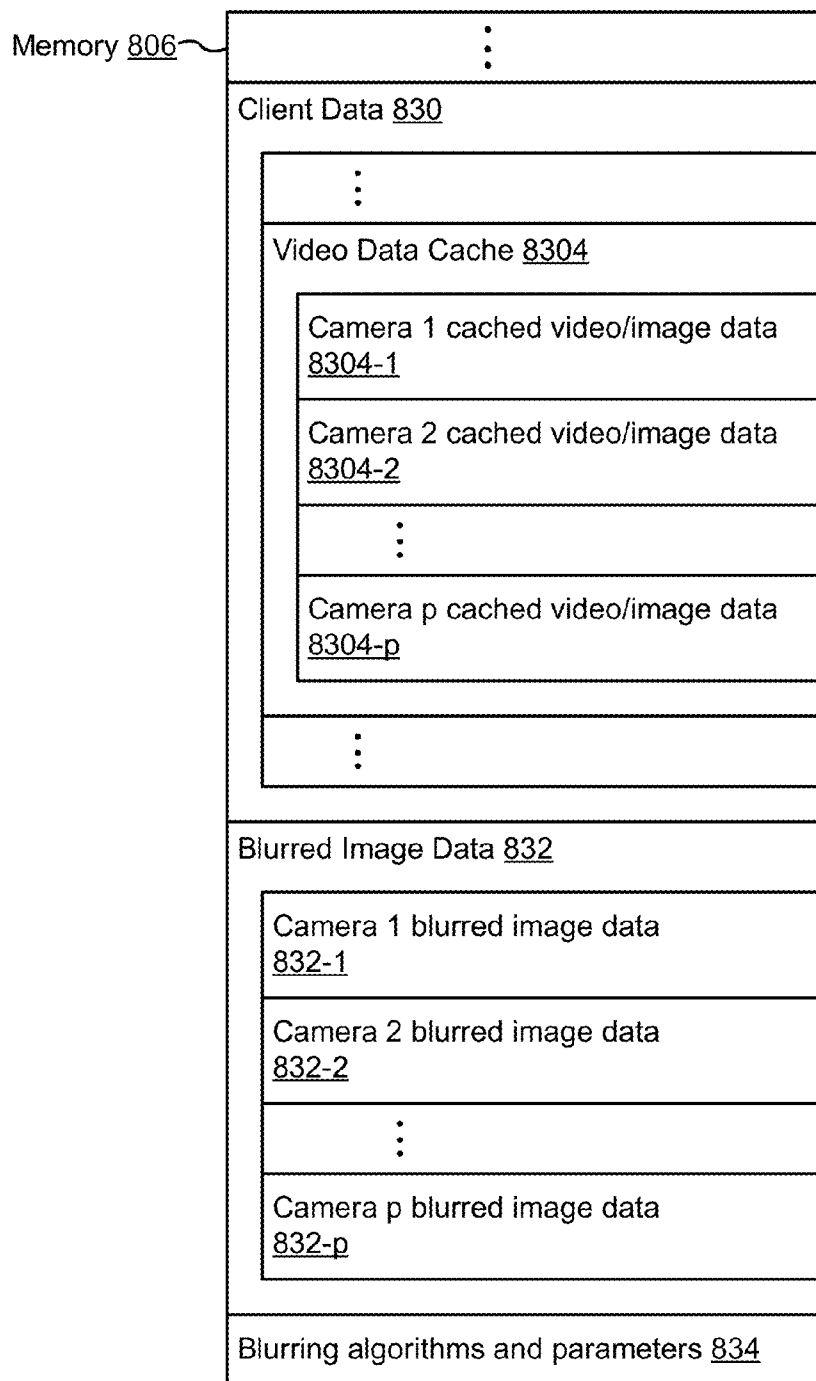 Memory 806
Client Data 830
Video Data Cache 8304
Camera 1 cached video/image data
8304-1
Camera 2 cached video/image data
8304-2
Camera p cached video/image data
8304-p
Blurred Image Data 832
Camera 1 blurred image data
832-1
Camera 2 blurred image data
832-2
Camera p blurred image data
832-p
Blurring algorithms and parameters 834